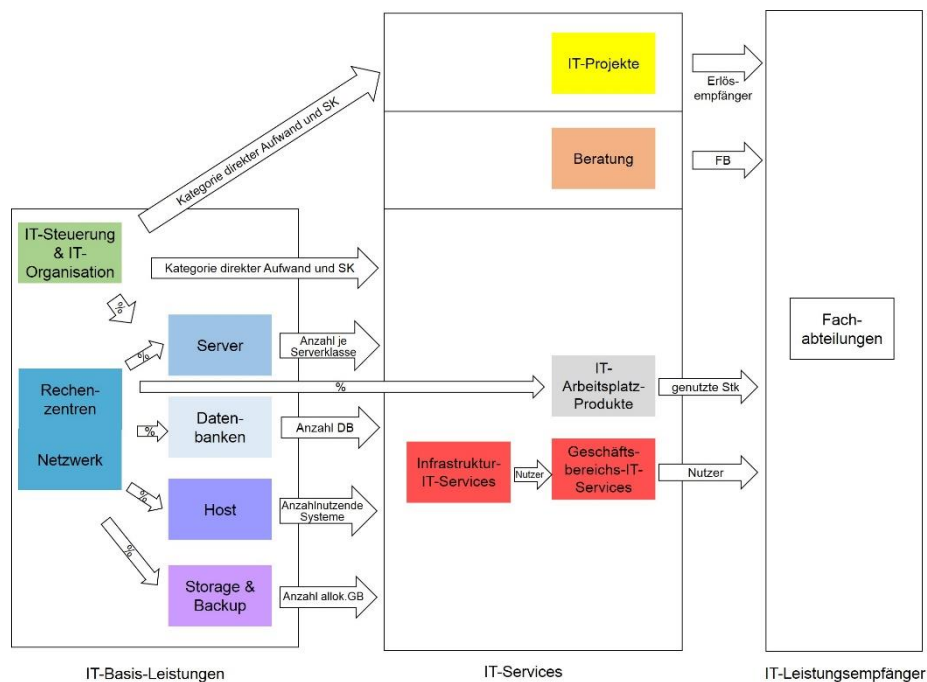 IT-Projekte
Erlös-
empfänger
Kategorie direkter Aufwand und SK
Beratung
FB
IT-Steuerung
& IT-
Organisation
Kategorie direkter Aufwand und SK
%
Server
Anzahl je
Serverklasse
%
Fach-
abteilungen
%
IT-
Arbeitsplatz-
Produkte
genutzte Stk
Rechen-
zentren
%
Daten-
banken
Anzahl DB
Netzwerk
Infrastruktur-
IT-Services
Nutzer
Geschäfts-
bereichs-IT-
Services
Nutzer
%
Host
Anzahlnutzende
Systeme
%
Storage &
Backup
Anzahl allok.GB
IT-Basis-Leistungen
IT-Services
IT-Leistungsempfänger